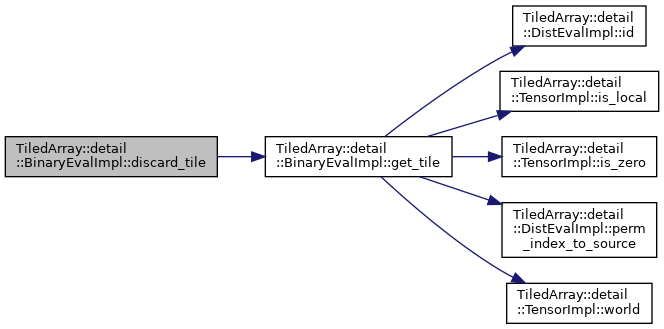 TiledArray::detail
::BinaryEvalImpl::discard_tile
TiledArray::detail
::BinaryEvalImpl::get_tile
TiledArray::detail
::DistEvalImpl::id
TiledArray::detail
::TensorImpl::is_local
TiledArray::detail
::TensorImpl::is_zero
TiledArray::detail
::DistEvalImpl::perm
_index_to_source
TiledArray::detail
::TensorImpl::world